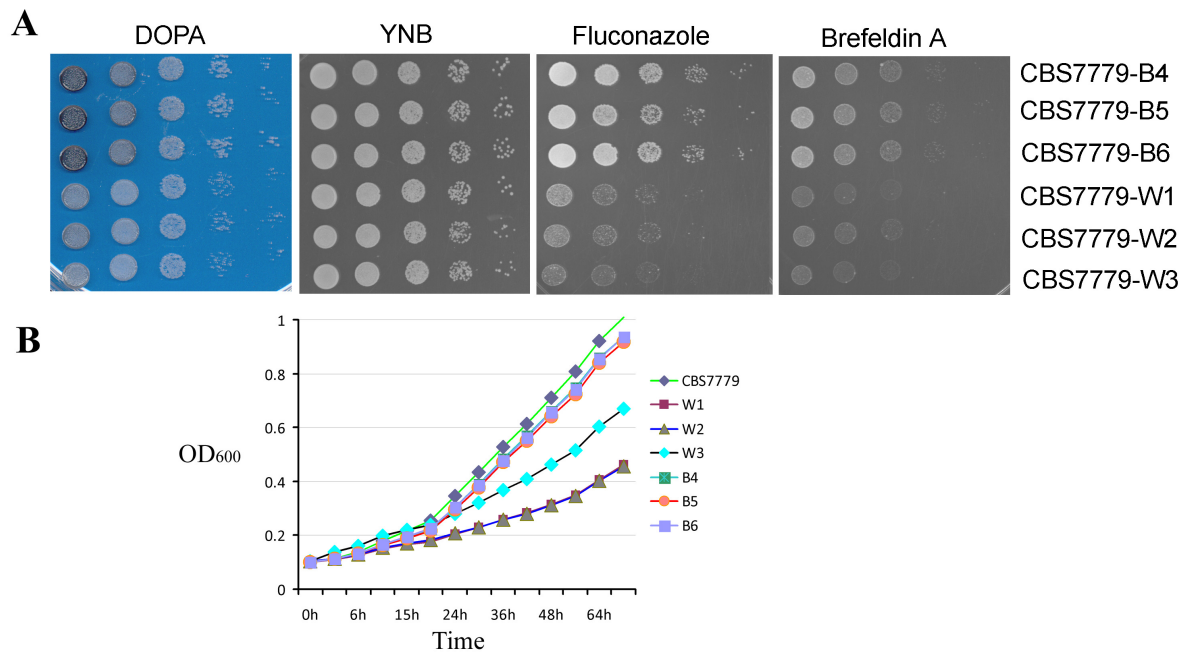 A
DOPA
YNB
Fluconazole
Brefeldin A
CBS7779-B4
CBS7779-B5
CBS7779-B6
CBS7779-W1
CBS7779-W2
CBS7779-W3
B
1
0.8
0.6
0.4
0.2
0
OD600
0h
6h
15h
24h
36h
48h
64h
Time
CBS7779
W1
W2
W3
B4
B5
B6